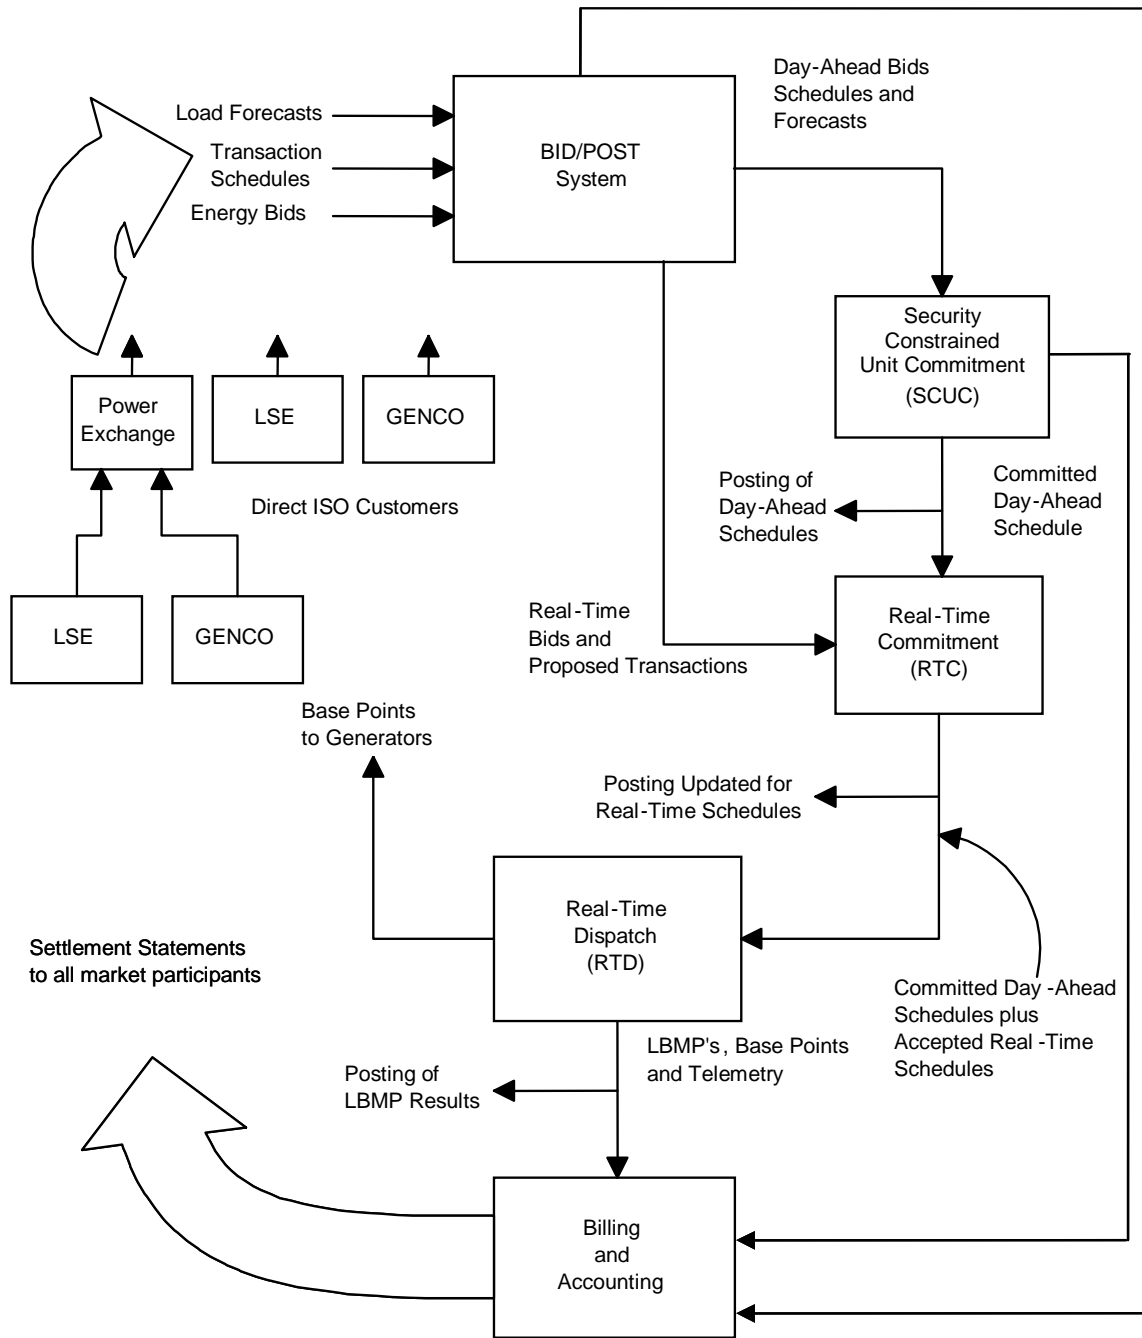 Day-Ahead Bids
Schedules and
Forecasts
Load Forecasts
Transaction
Schedules
Energy Bids
BID/POST
System
Security
Constrained
Unit Commitment
(SCUC)
Power
Exchange
LSE
GENCO
Direct ISO Customers
Posting of
Day-Ahead
Schedules
Committed
Day-Ahead
Schedule
LSE
GENCO
Real-Time
Bids and
Proposed Transactions
Real-Time
Commitment
(RTC)
Base Points
to Generators
Posting Updated for
Real-Time Schedules
Real-Time
Dispatch
(RTD)
Settlement Statements
to all market participants
Committed Day -Ahead
Schedules plus
Accepted Real -Time
Schedules
LBMP's, Base Points
and Telemetry
Posting of
LBMP Results
Billing
and
Accounting